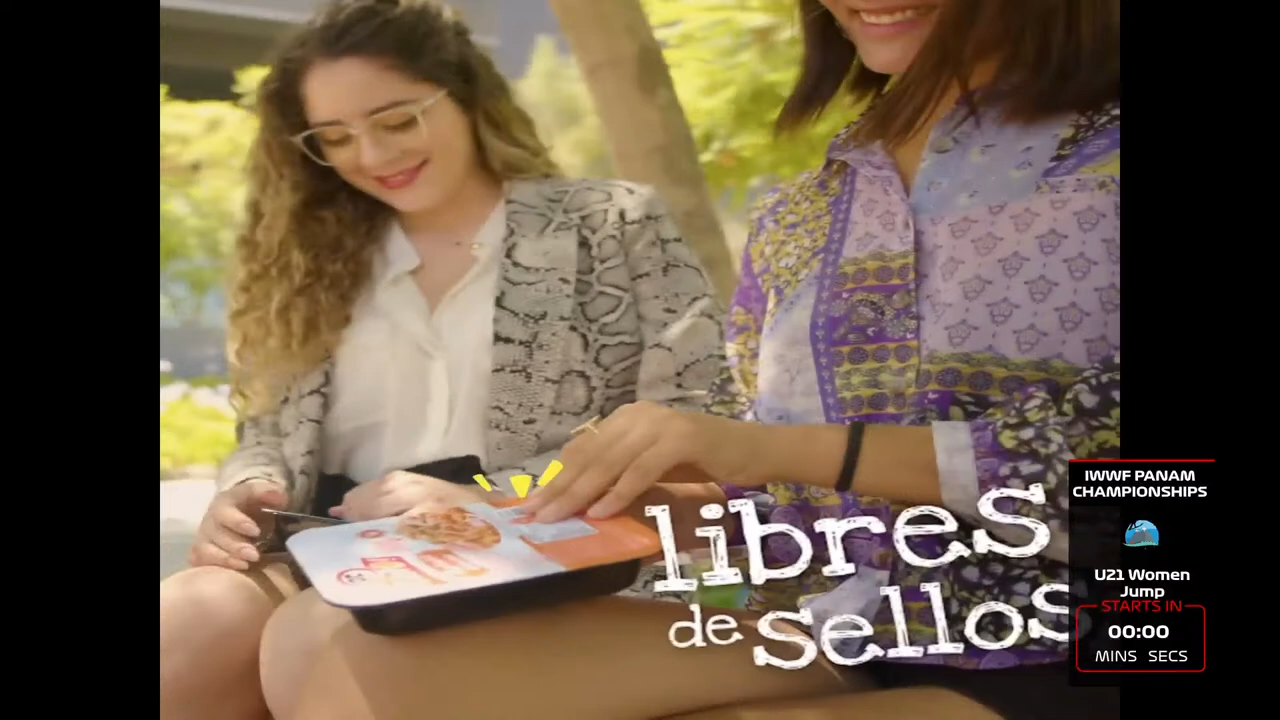 libres
de sellos
IWWF PANAM
CHAMPIONSHIPS
U21 Women
Jump
STARTS IN
00:00
MINS SECS